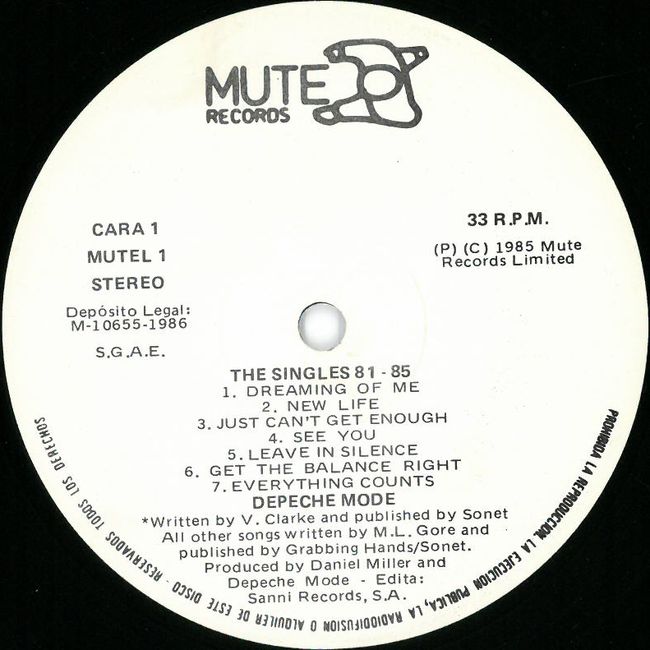 MUTE
RECORDS
CARA 1
MUTEL 1
STEREO
Depósito Legal:
M-10655-1986
S.G.A.E.
33 R.P.M.
(P) (C) 1985 Mute
Records Limited
THE SINGLES 81 - 85
1. DREAMING OF ME
2. NEW LIFE
3. JUST CAN'T GET ENOUGH
4. SEE YOU
5. LEAVE IN SILENCE
6. GET THE BALANCE RIGHT
7. EVERYTHING COUNTS
DEPECHE MODE
*Written by V. Clarke and published by Sonet
All other songs written by M.L. Gore and
published by Grabbing Hands/Sonet.
Produced by Daniel Miller and
Depeche Mode - Edita:
Sanni Records, S.A.
PROHIBIDA LA REPRODUCCION, LA EJECUCION PUBLICA, LA RADIODIFUSION O ALQUILER DE ESTE DISCO - RESERVADOS TODOS LOS DERECHOS